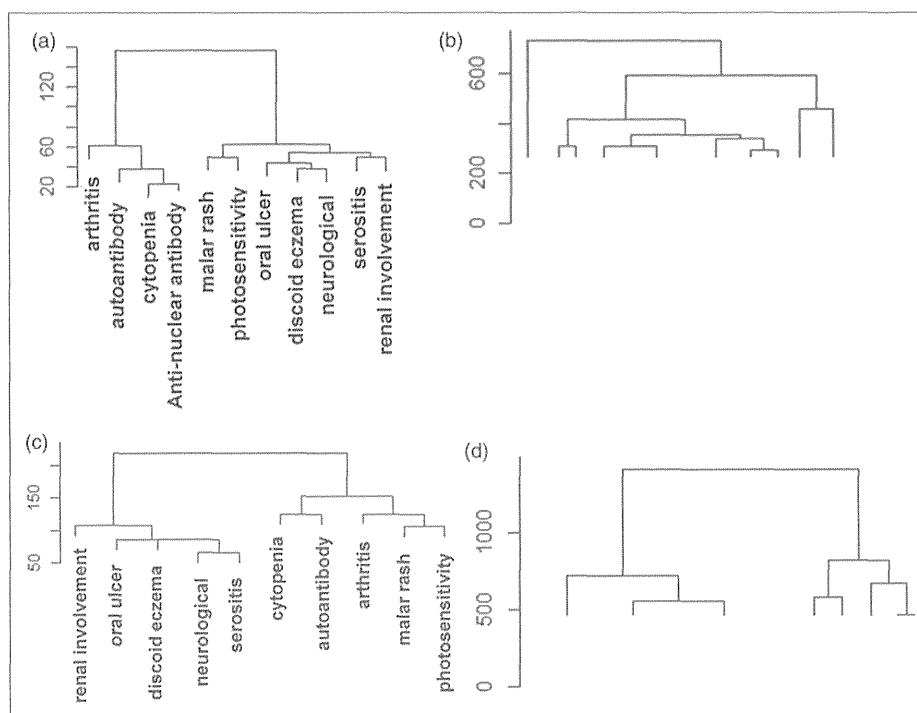 (a)
120
60
20
arthritis
autoantibody
cytopenia
Anti-nuclear antibody
malar rash
photosensitivity
oral ulcer
discoid eczema
neurological
serositis
renal involvement
(b)
600
200
0
(c)
150
50
renal involvement
oral ulcer
discoid eczema
neurological
serositis
cytopenia
autoantibody
arthritis
malar rash
photosensitivity
(d)
1000
500
0